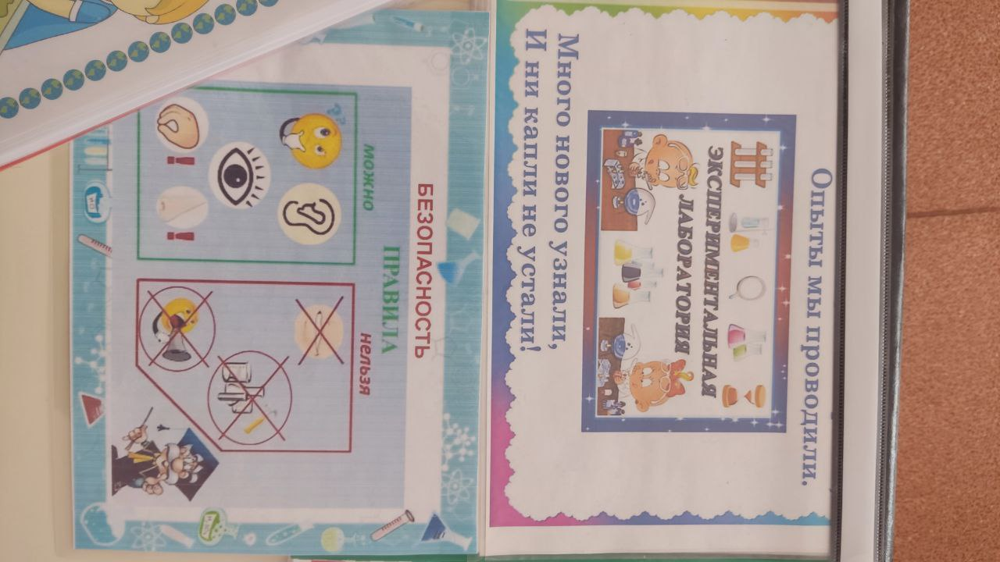 Опыты мы проводили.
ЭКСПЕРИМЕНТАЛЬНАЯ
ЛАБОРАТОРИЯ
Много нового узнали,
И ни капли не устали!
БЕЗОПАСНОСТЬ
ПРАВИЛА
можно
нельзя